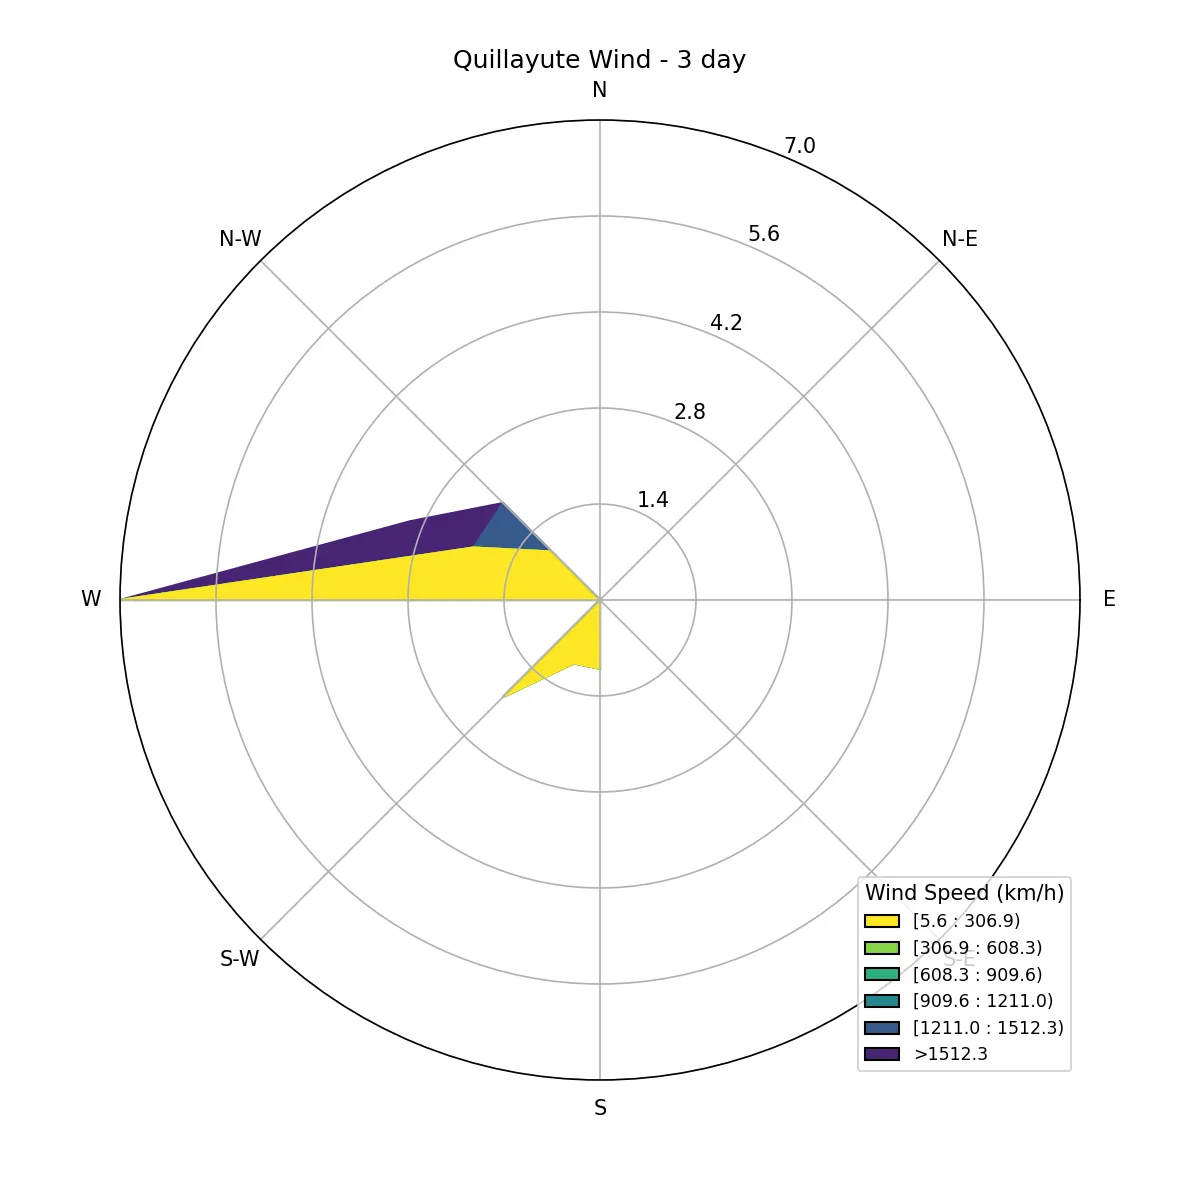 Quillayute Wind - 3 day
N
7.0
N-W
N-E
5.6
4.2
2.8
1.4
W
E
Wind Speed (km/h)
[5.6 : 306.9)
[306.9 : 608.3)
S-W
S-E
[608.3 : 909.6)
[909.6 : 1211.0)
[1211.0 : 1512.3)
>1512.3
S